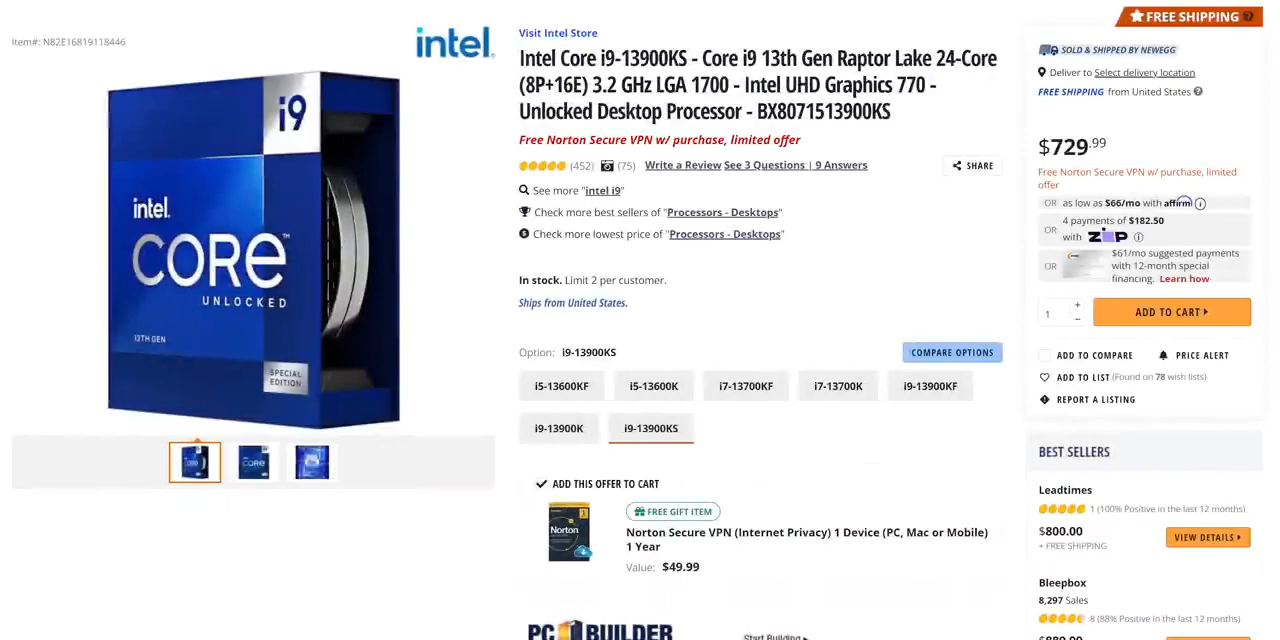 Item#: N82E16819118446
intel.
i9
intel.
CORE™
UNLOCKED
13TH GEN
SPECIAL
EDITION
Visit Intel Store
Intel Core i9-13900KS - Core i9 13th Gen Raptor Lake 24-Core
(8P+16E) 3.2 GHz LGA 1700 - Intel UHD Graphics 770 -
Unlocked Desktop Processor - BX8071513900KS
Free Norton Secure VPN w/ purchase, limited offer
(452) (75) Write a Review See 3 Questions | 9 Answers
SHARE
See more "intel i9"
Check more best sellers of "Processors - Desktops"
Check more lowest price of "Processors - Desktops"
In stock. Limit 2 per customer.
Ships from United States.
Option: i9-13900KS
COMPARE OPTIONS
i5-13600KF i5-13600K i7-13700KF i7-13700K i9-13900KF
i9-13900K i9-13900KS
ADD THIS OFFER TO CART
Norton
FREE GIFT ITEM
Norton Secure VPN (Internet Privacy) 1 Device (PC, Mac or Mobile)
1 Year
Value: $49.99
PC BUILDER
Start Building
FREE SHIPPING ?
SOLD & SHIPPED BY NEWEGG
Deliver to Select delivery location
FREE SHIPPING from United States ?
$729.99
Free Norton Secure VPN w/ purchase, limited
offer
OR as low as $66/mo with affirm i
OR 4 payments of $182.50
with ZIP i
OR $61/mo suggested payments
with 12-month special
financing. Learn how
1 + −
ADD TO CART
ADD TO COMPARE PRICE ALERT
ADD TO LIST (Found on 78 wish lists)
REPORT A LISTING
BEST SELLERS
Leadtimes
1 (100% Positive in the last 12 months)
$800.00
+ FREE SHIPPING
VIEW DETAILS
Bleepbox
8,297 Sales
8 (88% Positive in the last 12 months)